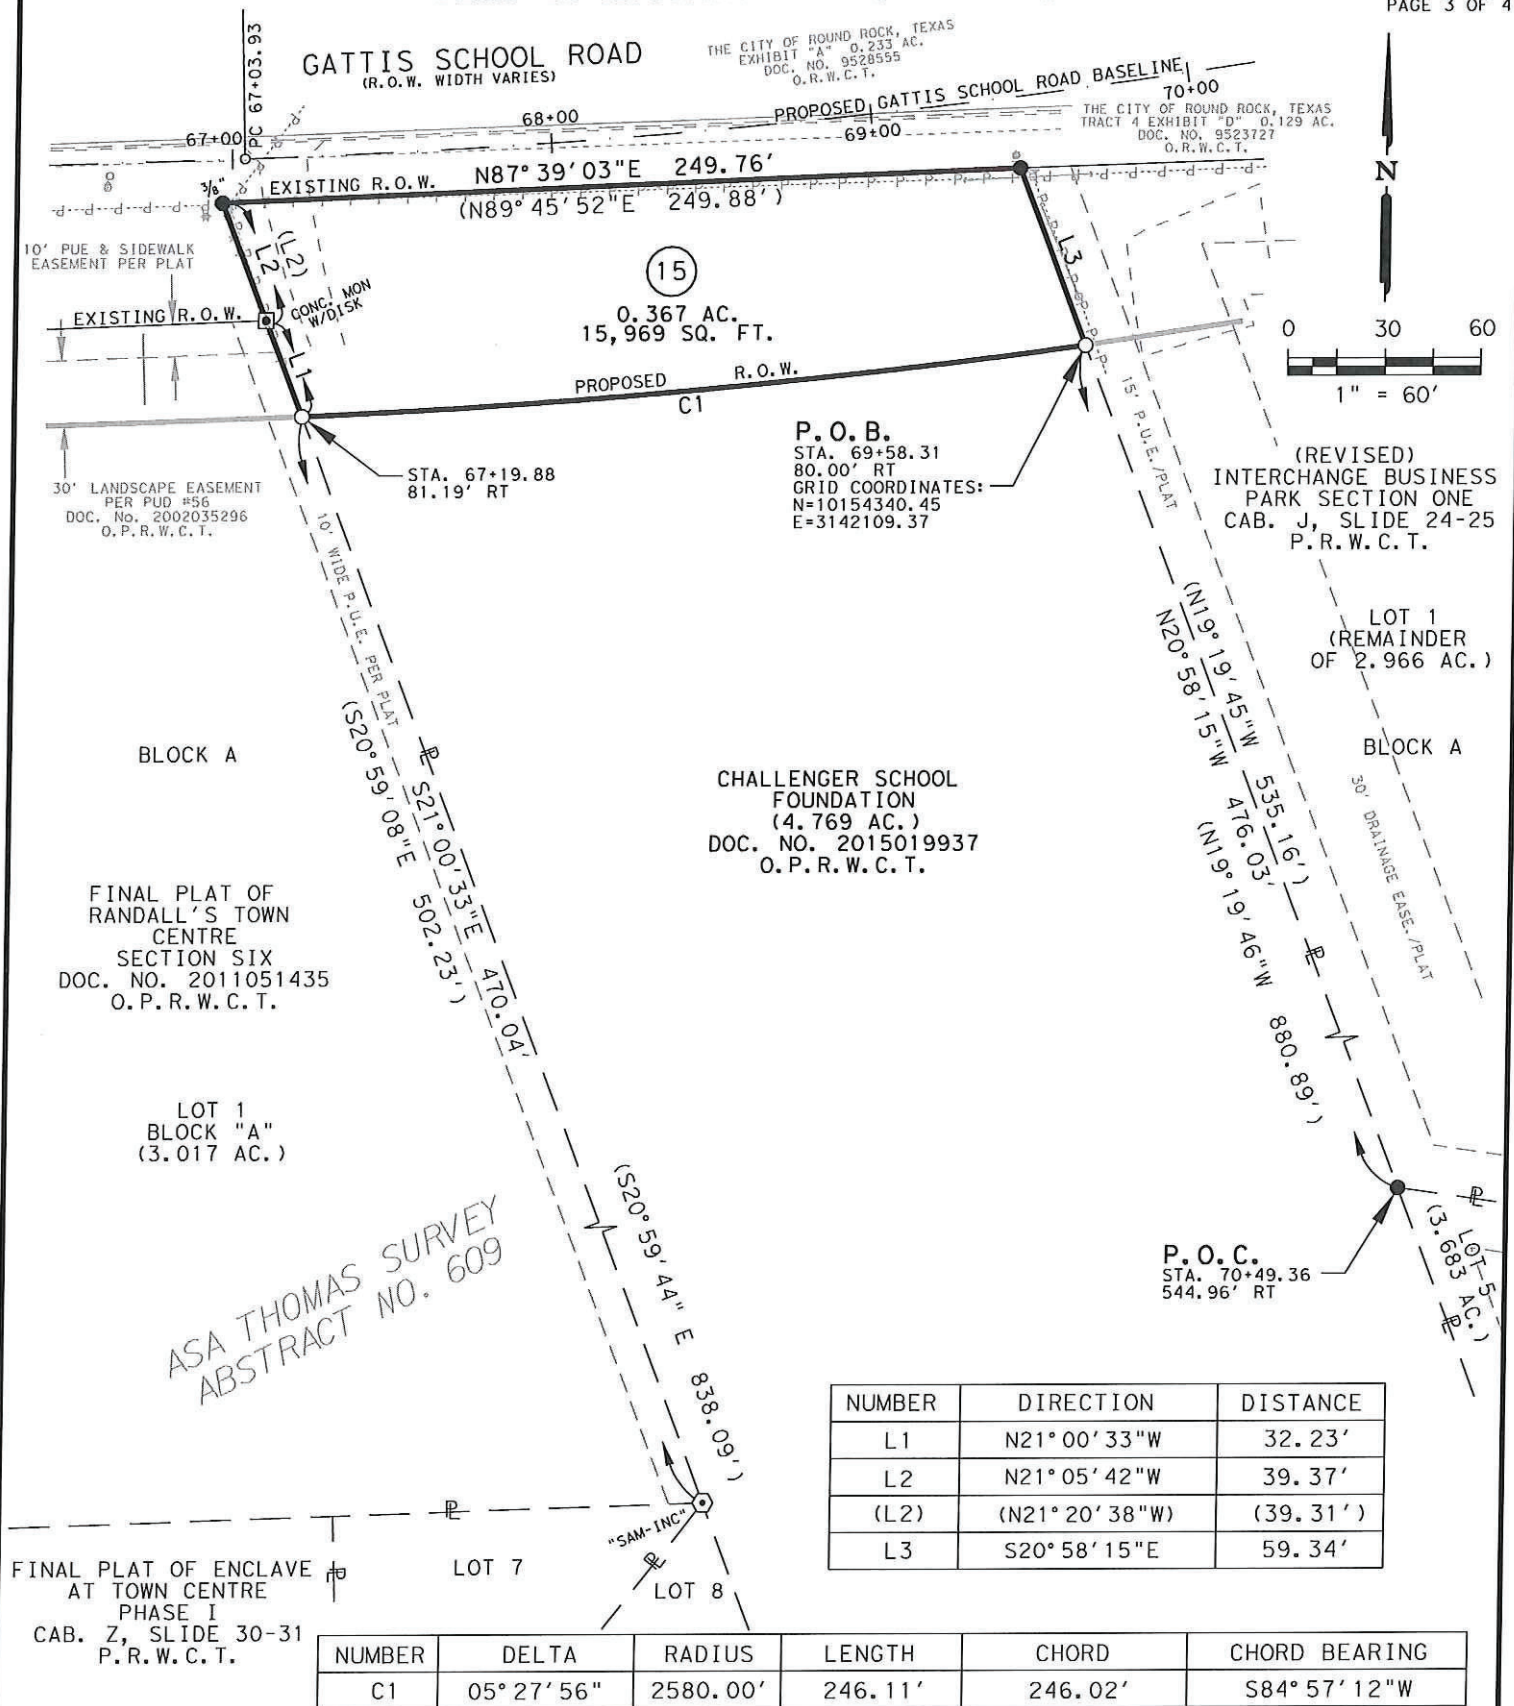 PAGE 3 OF 4
PC 67+03.93
GATTIS SCHOOL ROAD
(R.O.W. WIDTH VARIES)
THE CITY OF ROUND ROCK, TEXAS
EXHIBIT "A" 0.233 AC.
DOC. NO. 9528555
O.R.W.C.T.
PROPOSED GATTIS SCHOOL ROAD BASELINE
67+00
68+00
69+00
70+00
THE CITY OF ROUND ROCK, TEXAS
TRACT 4 EXHIBIT "D" 0.129 AC.
DOC. NO. 9523727
O.R.W.C.T.
N
3/8"
EXISTING R.O.W.
N87°39'03"E 249.76'
(N89°45'52"E 249.88')
10' PUE & SIDEWALK
EASEMENT PER PLAT
L2
(L2)
CONC. MON
W/DISK
L1
L3
EXISTING R.O.W.
15
0.367 AC.
15,969 SQ. FT.
PROPOSED R.O.W.
C1
0 30 60
1" = 60'
30' LANDSCAPE EASEMENT
PER PUD #56
DOC. No. 2002035296
O.P.R.W.C.T.
STA. 67+19.88
81.19' RT
P.O.B.
STA. 69+58.31
80.00' RT
GRID COORDINATES:
N=10154340.45
E=3142109.37
15' P.U.E./PLAT
(REVISED)
INTERCHANGE BUSINESS
PARK SECTION ONE
CAB. J, SLIDE 24-25
P.R.W.C.T.
LOT 1
(REMAINDER
OF 2.966 AC.)
BLOCK A
30' DRAINAGE EASE./PLAT
10' WIDE P.U.E. PER PLAT
(S20°59'08"E 502.23')
S21°00'33"E 470.04'
(N19°19'45"W 535.16')
N20°58'15"W 476.03'
(N19°19'46"W 880.89')
BLOCK A
FINAL PLAT OF
RANDALL'S TOWN
CENTRE
SECTION SIX
DOC. NO. 2011051435
O.P.R.W.C.T.
LOT 1
BLOCK "A"
(3.017 AC.)
CHALLENGER SCHOOL
FOUNDATION
(4.769 AC.)
DOC. NO. 2015019937
O.P.R.W.C.T.
ASA THOMAS SURVEY
ABSTRACT NO. 609
(S20°59'44" E 838.09')
P.O.C.
STA. 70+49.36
544.96' RT
LOT 5
(3.683 AC.)
"SAM-INC"
LOT 7
LOT 8
FINAL PLAT OF ENCLAVE
AT TOWN CENTRE
PHASE I
CAB. Z, SLIDE 30-31
P.R.W.C.T.
NUMBER DIRECTION DISTANCE
L1 N21°00'33"W 32.23'
L2 N21°05'42"W 39.37'
(L2) (N21°20'38"W) (39.31')
L3 S20°58'15"E 59.34'
NUMBER DELTA RADIUS LENGTH CHORD CHORD BEARING
C1 05°27'56" 2580.00' 246.11' 246.02' S84°57'12"W